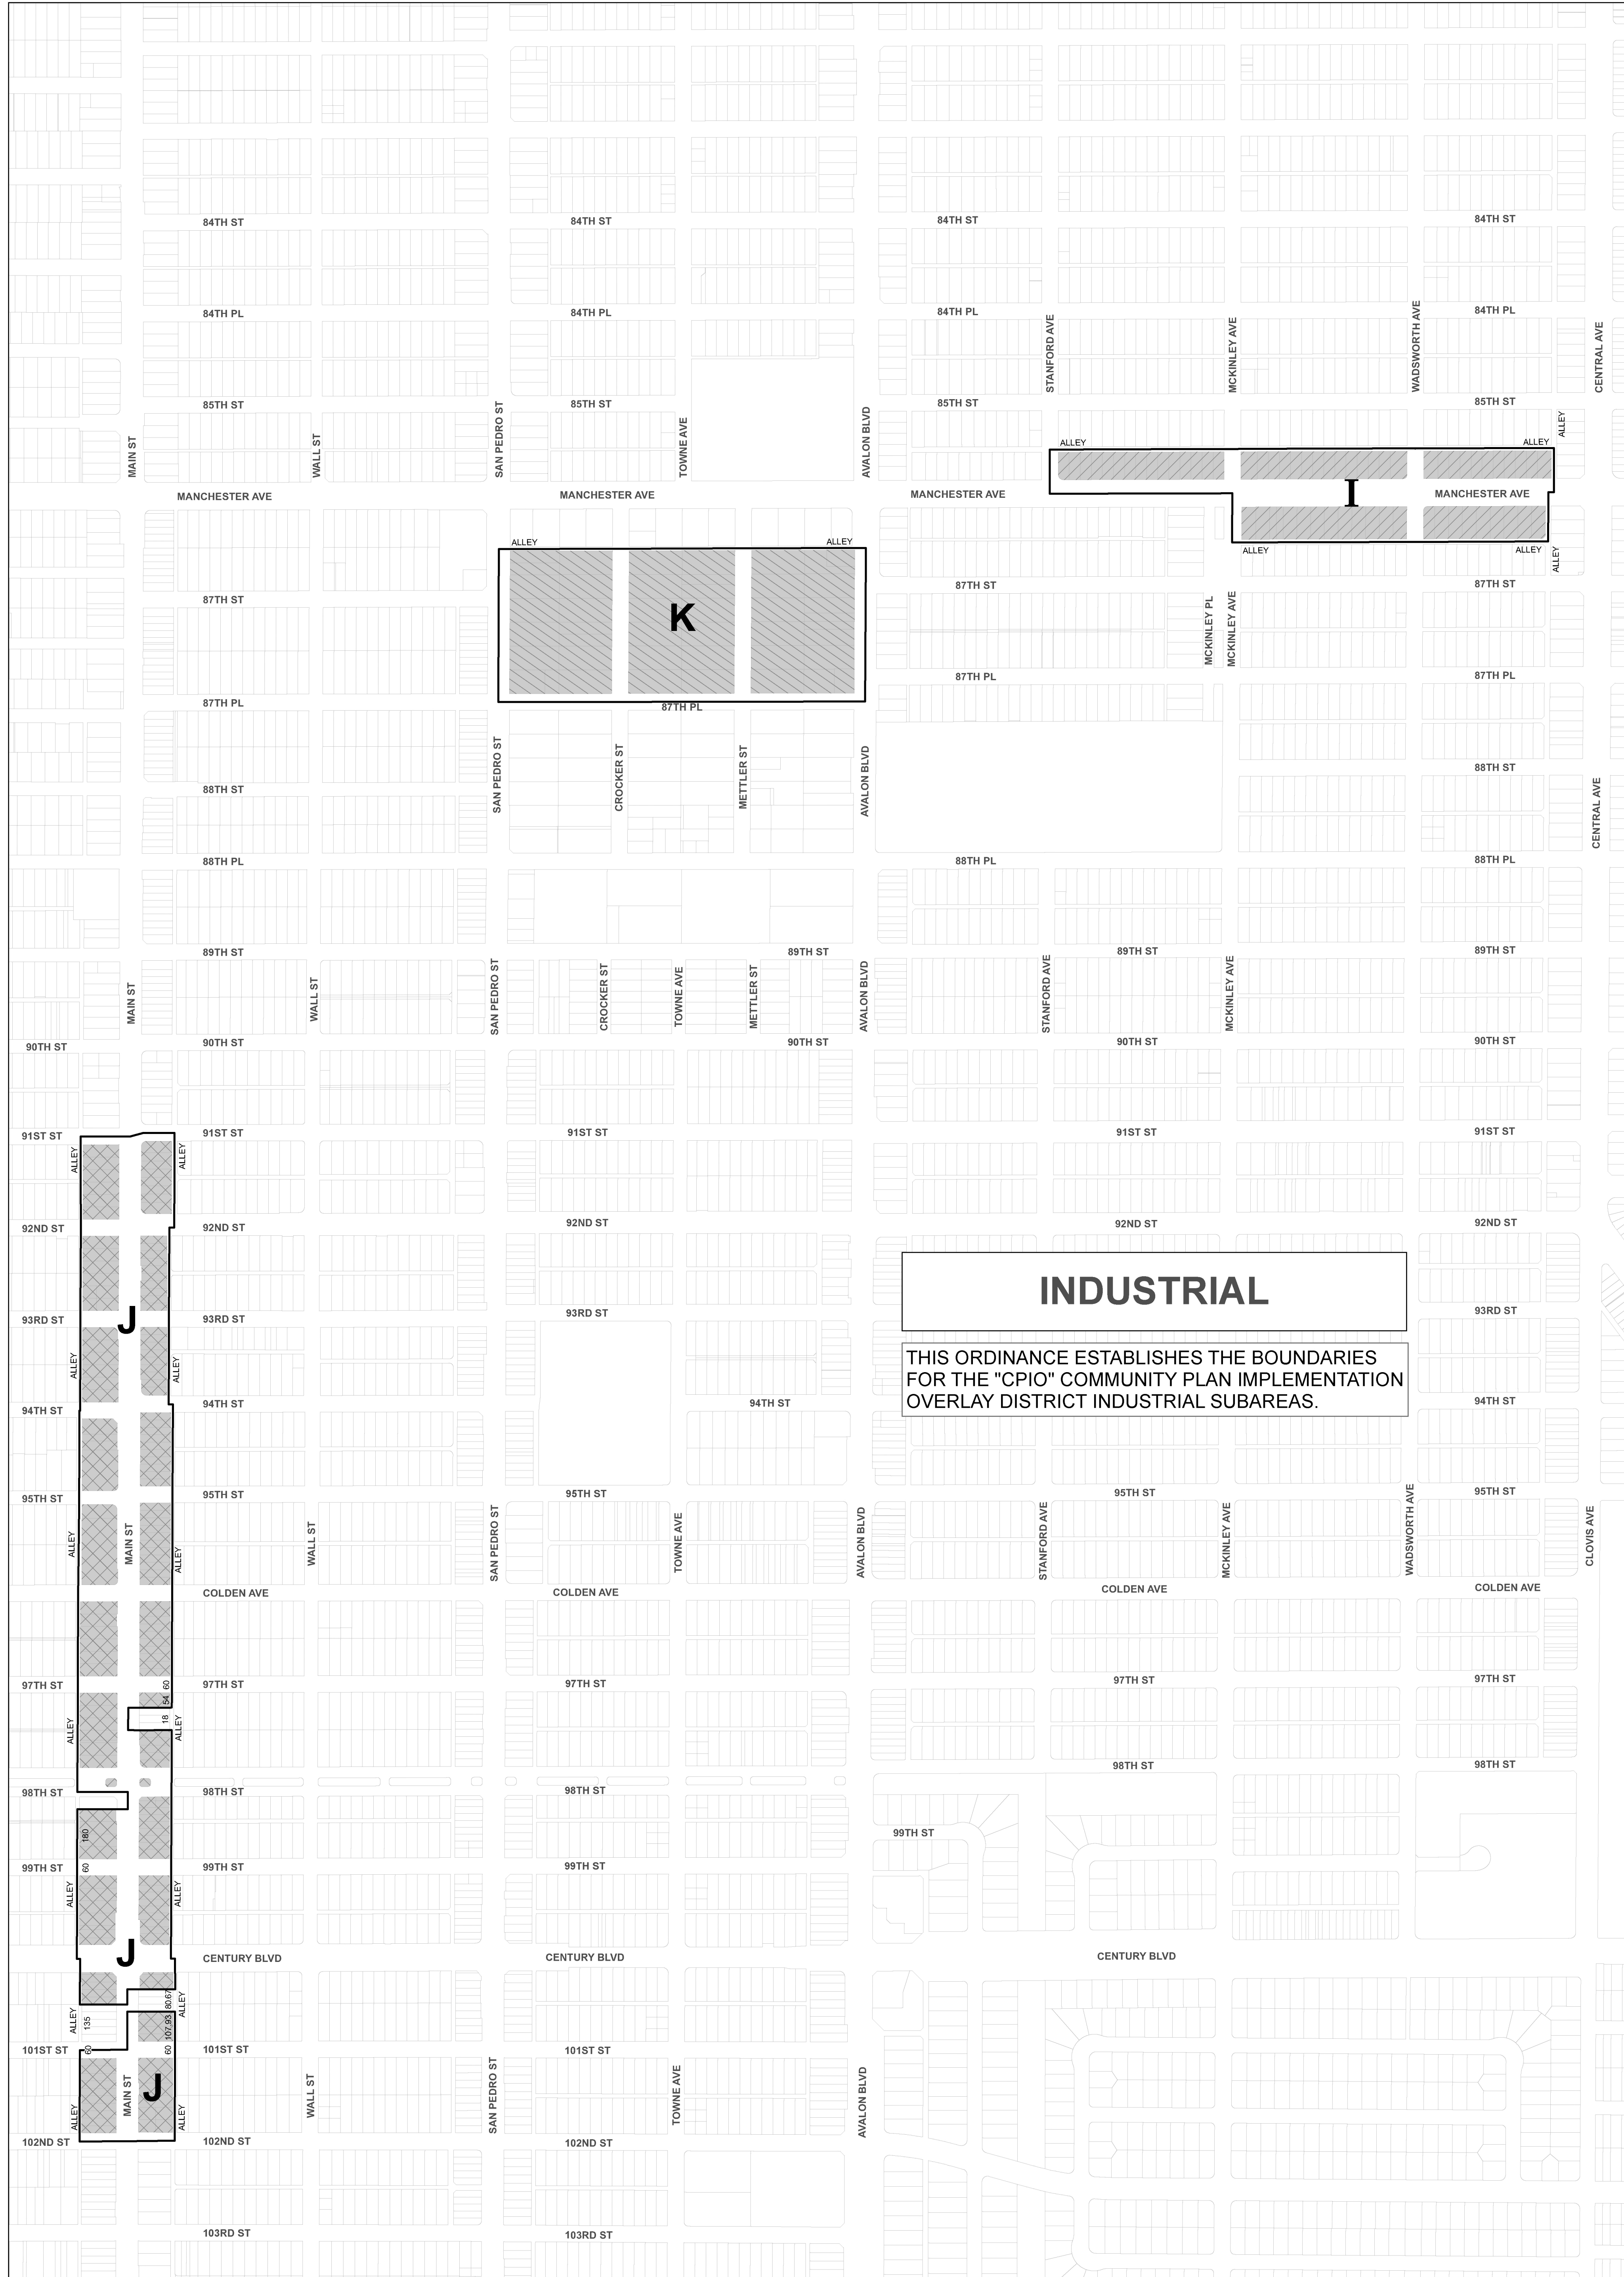 84TH ST
84TH ST
84TH ST
84TH ST
84TH PL
84TH PL
84TH PL
84TH PL
STANFORD AVE
MCKINLEY AVE
WADSWORTH AVE
CENTRAL AVE
85TH ST
85TH ST
85TH ST
85TH ST
MAIN ST
WALL ST
SAN PEDRO ST
TOWNE AVE
AVALON BLVD
ALLEY
ALLEY
ALLEY
MANCHESTER AVE
MANCHESTER AVE
MANCHESTER AVE
I
MANCHESTER AVE
ALLEY
ALLEY
ALLEY
ALLEY
ALLEY
87TH ST
87TH ST
87TH ST
K
MCKINLEY PL
MCKINLEY AVE
87TH PL
87TH PL
87TH PL
87TH PL
SAN PEDRO ST
CROCKER ST
METTLER ST
AVALON BLVD
88TH ST
88TH ST
CENTRAL AVE
88TH PL
88TH PL
88TH PL
89TH ST
89TH ST
89TH ST
89TH ST
MAIN ST
WALL ST
SAN PEDRO ST
CROCKER ST
TOWNE AVE
METTLER ST
AVALON BLVD
STANFORD AVE
MCKINLEY AVE
90TH ST
90TH ST
90TH ST
90TH ST
90TH ST
91ST ST
91ST ST
91ST ST
91ST ST
91ST ST
ALLEY
ALLEY
92ND ST
92ND ST
92ND ST
92ND ST
92ND ST
INDUSTRIAL
93RD ST
J
93RD ST
93RD ST
93RD ST
THIS ORDINANCE ESTABLISHES THE BOUNDARIES
FOR THE "CPIO" COMMUNITY PLAN IMPLEMENTATION
OVERLAY DISTRICT INDUSTRIAL SUBAREAS.
ALLEY
ALLEY
94TH ST
94TH ST
94TH ST
94TH ST
95TH ST
95TH ST
95TH ST
95TH ST
95TH ST
ALLEY
MAIN ST
ALLEY
WALL ST
SAN PEDRO ST
TOWNE AVE
AVALON BLVD
STANFORD AVE
MCKINLEY AVE
WADSWORTH AVE
CLOVIS AVE
COLDEN AVE
COLDEN AVE
COLDEN AVE
COLDEN AVE
97TH ST
60
97TH ST
97TH ST
97TH ST
97TH ST
54
18
ALLEY
ALLEY
98TH ST
98TH ST
98TH ST
98TH ST
98TH ST
180
99TH ST
99TH ST
60
99TH ST
99TH ST
ALLEY
ALLEY
J
CENTURY BLVD
CENTURY BLVD
CENTURY BLVD
80.67
ALLEY
ALLEY
135
107.93
101ST ST
60
60
101ST ST
101ST ST
ALLEY
MAIN ST
J
ALLEY
WALL ST
SAN PEDRO ST
TOWNE AVE
AVALON BLVD
102ND ST
102ND ST
102ND ST
103RD ST
103RD ST